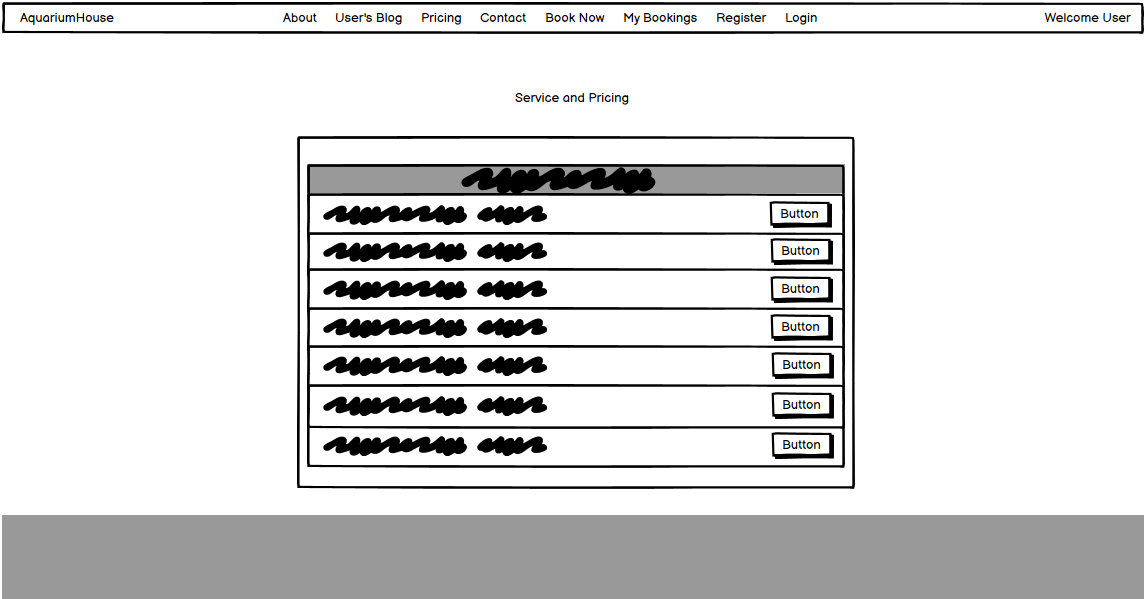 AquariumHouse About User's Blog Pricing Contact Book Now My Bookings Register Login Welcome User
Service and Pricing
Button
Button
Button
Button
Button
Button
Button